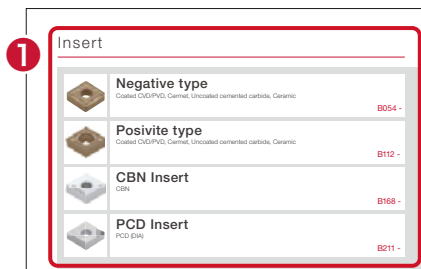 1
Insert
Negative type
Coated CVD/PVD, Cermet, Uncoated cemented carbide, Ceramic
B054 -
Posivite type
Coated CVD/PVD, Cermet, Uncoated cemented carbide, Ceramic
B112 -
CBN Insert
CBN
B168 -
PCD Insert
PCD (DIA)
B211 -